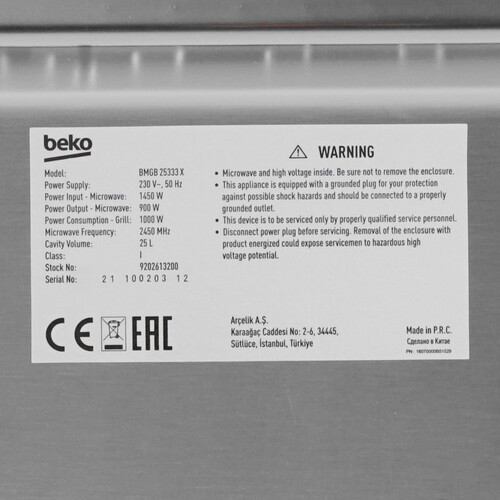 beko
Model: BMGB 25333 X
Power Supply: 230 V~, 50 Hz
Power Input - Microwave: 1450 W
Power Output - Microwave: 900 W
Power Consumption - Grill: 1000 W
Microwave Frequency: 2450 MHz
Cavity Volume: 25 L
Class: I
Stock No: 9202613200
Serial No: 21 100203 12
WARNING
• Microwave and high voltage inside. Be sure not to remove the enclosure.
• This appliance is equipped with a grounded plug for your protection
against possible shock hazards and should be connected to a properly
grounded outlet.
• This device is to be serviced only by properly qualified service personnel.
• Disconnect power plug before servicing. Removal of the enclosure with
product energized could expose servicemen to hazardous high
voltage potential.
CE EAC
Arçelik A.Ş.
Karaağaç Caddesi No: 2-6, 34445,
Sütlüce, İstanbul, Türkiye
Made in P.R.C.
Сделано в Китае